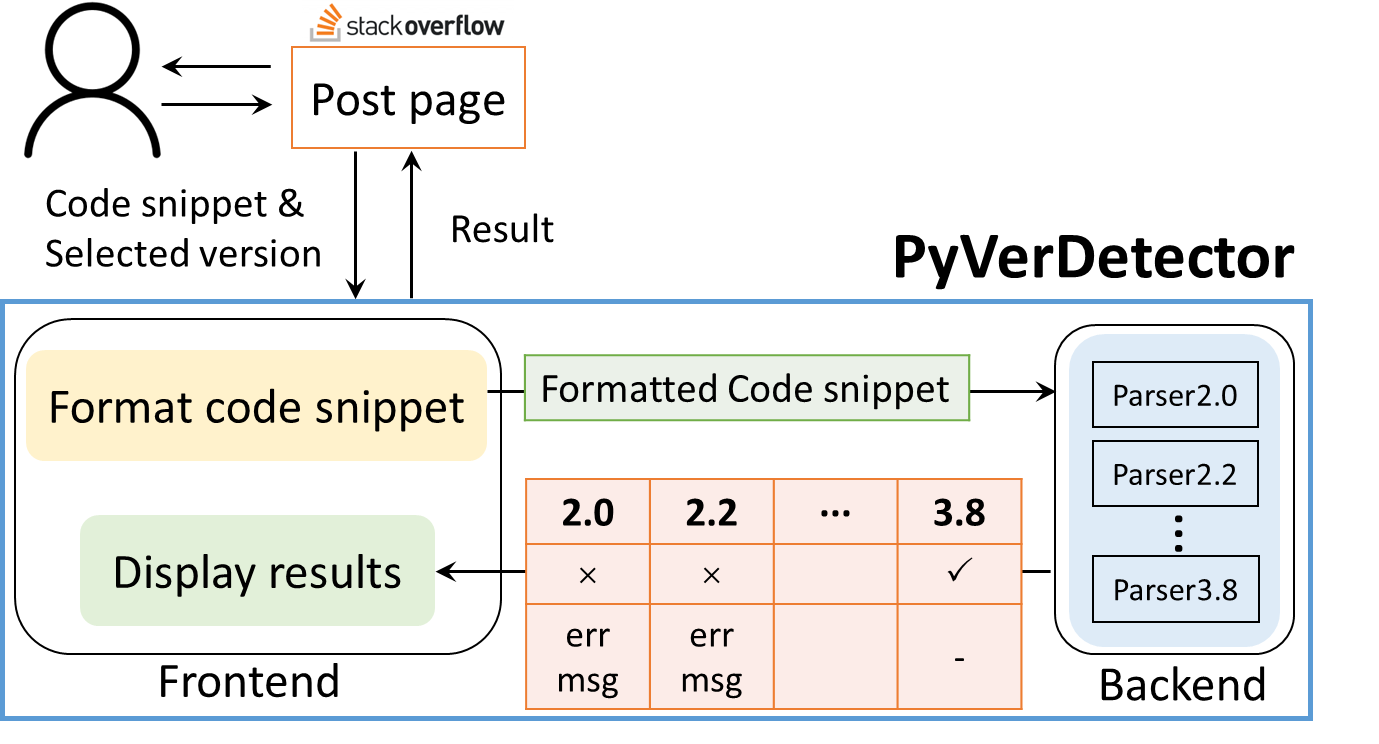 stackoverflow
Post page
Code snippet &
Selected version
Result
PyVerDetector
Format code snippet
Formatted Code snippet
Parser2.0
Parser2.2
⋮
Parser3.8
2.0 2.2 ... 3.8
× × ✓
err msg err msg -
Display results
Frontend
Backend